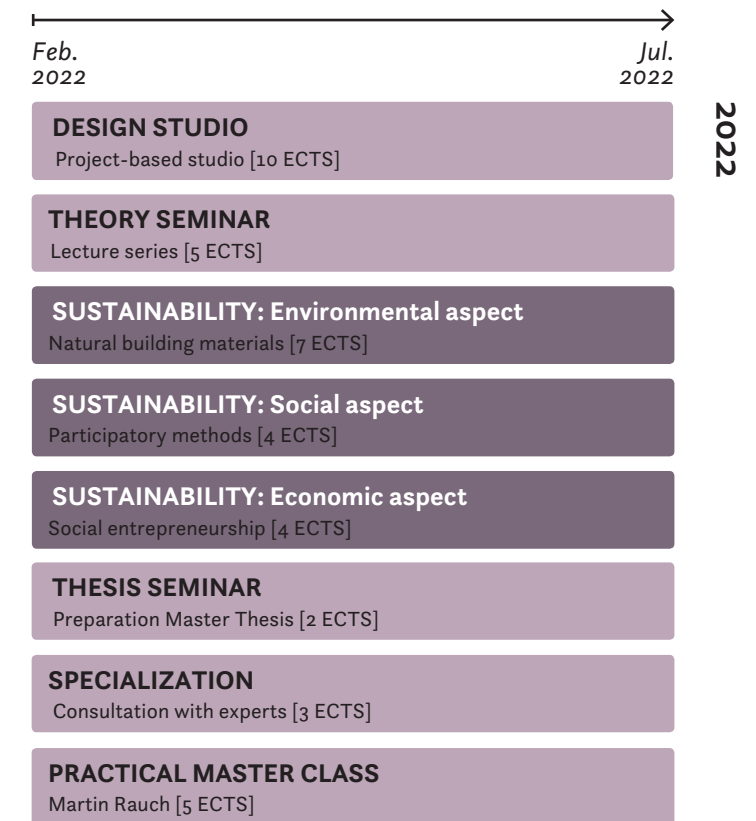 Feb.
2022
Jul.
2022
2022
DESIGN STUDIO
Project-based studio [10 ECTS]
THEORY SEMINAR
Lecture series [5 ECTS]
SUSTAINABILITY: Environmental aspect
Natural building materials [7 ECTS]
SUSTAINABILITY: Social aspect
Participatory methods [4 ECTS]
SUSTAINABILITY: Economic aspect
Social entrepreneurship [4 ECTS]
THESIS SEMINAR
Preparation Master Thesis [2 ECTS]
SPECIALIZATION
Consultation with experts [3 ECTS]
PRACTICAL MASTER CLASS
Martin Rauch [5 ECTS]